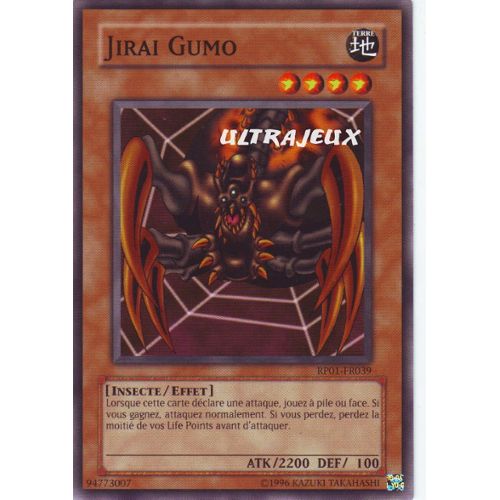 JIRAI GUMO
TERRE
地
ULTRAJEUX
RP01-FR039
[INSECTE/EFFET]
Lorsque cette carte déclare une attaque, jouez à pile ou face. Si
vous gagnez, attaquez normalement. Si vous perdez, perdez la
moitié de vos Life Points avant d'attaquer.
ATK/2200 DEF/ 100
94773007
©1996 KAZUKI TAKAHASHI